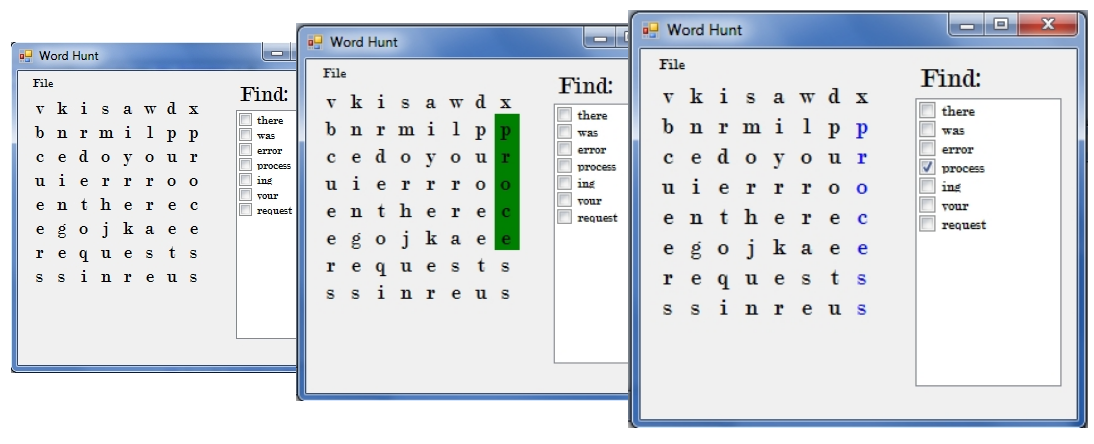 Word Hunt
File
Find:
v k i s a w d x
b n r m i l p p
c e d o y o u r
u i e r r r o o
e n t h e r e c
e g o j k a e e
r e q u e s t s
s s i n r e u s
there
was
error
process
ing
your
request
Word Hunt
File
Find:
v k i s a w d x
b n r m i l p p
c e d o y o u r
u i e r r r o o
e n t h e r e c
e g o j k a e e
r e q u e s t s
s s i n r e u s
there
was
error
process
ing
your
request
Word Hunt
File
Find:
v k i s a w d x
b n r m i l p p
c e d o y o u r
u i e r r r o o
e n t h e r e c
e g o j k a e e
r e q u e s t s
s s i n r e u s
there
was
error
process
ing
your
request